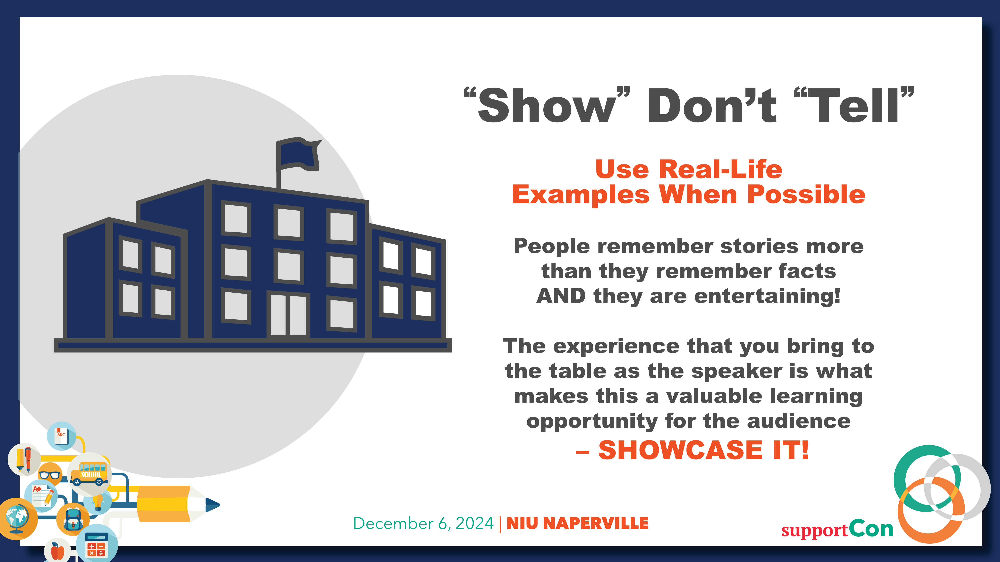 “Show” Don’t “Tell”
Use Real-Life
Examples When Possible
People remember stories more
than they remember facts
AND they are entertaining!
The experience that you bring to
the table as the speaker is what
makes this a valuable learning
opportunity for the audience
– SHOWCASE IT!
ABC
SCHOOL
A+
December 6, 2024 | NIU NAPERVILLE
supportCon